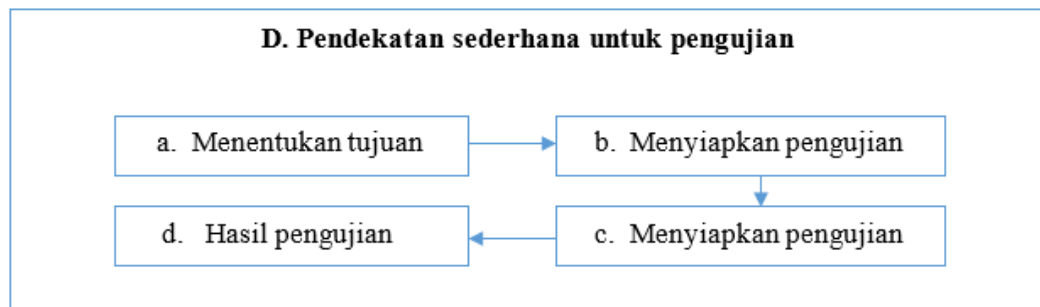 D. Pendekatan sederhana untuk pengujian
a. Menentukan tujuan
b. Menyiapkan pengujian
c. Menyiapkan pengujian
d. Hasil pengujian